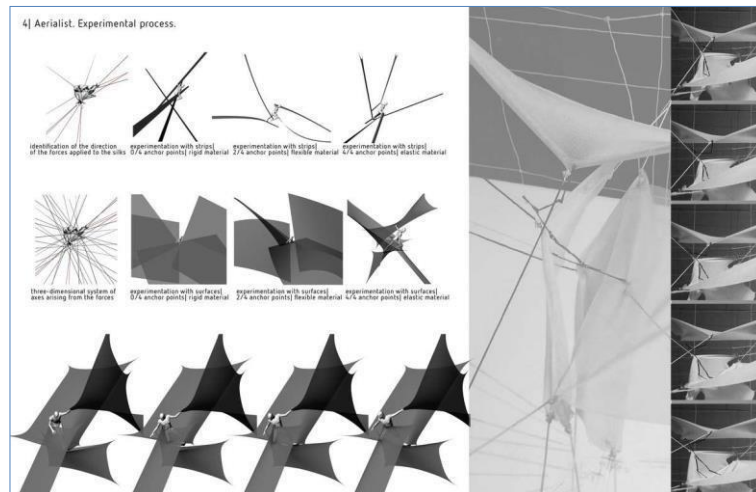 4| Aerialist. Experimental process.
identification of the direction
of the forces applied to the silks
experimentation with strips|
0/4 anchor points| rigid material
experimentation with strips|
2/4 anchor points| flexible material
experimentation with strips|
4/4 anchor points| elastic material
three-dimensional system of
axes arising from the forces
experimentation with surfaces|
0/4 anchor points| rigid material
experimentation with surfaces|
2/4 anchor points| flexible material
experimentation with surfaces|
4/4 anchor points| elastic material